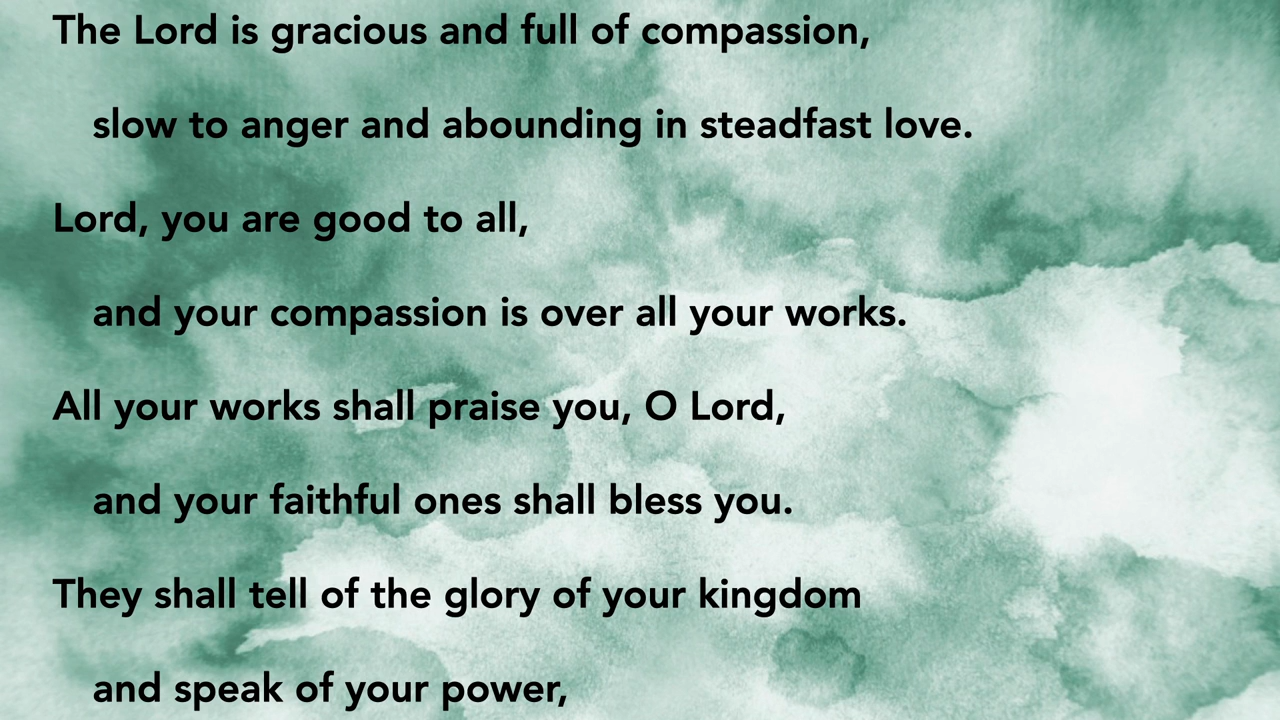 The Lord is gracious and full of compassion,
slow to anger and abounding in steadfast love.
Lord, you are good to all,
and your compassion is over all your works.
All your works shall praise you, O Lord,
and your faithful ones shall bless you.
They shall tell of the glory of your kingdom
and speak of your power,